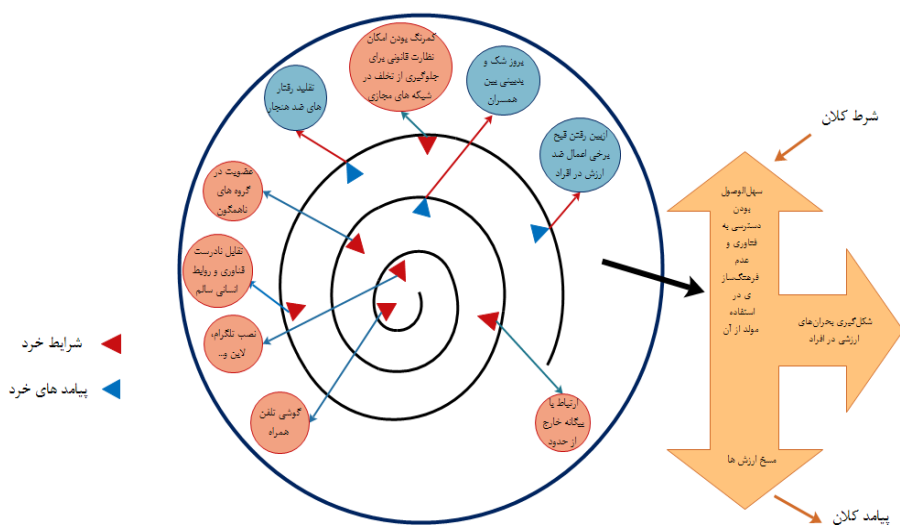 کمرنگ بودن امکان
نظارت قانونی برای
جلوگیری از تخلف در
شبکه های مجازی
بروز شک و
بدبینی بین
همسران
تقلید رفتار
های ضد هنجار
ازبین رفتن قبح
برخی اعمال ضد
ارزش در افراد
عضویت در
گروه های
ناهمگون
تقابل نادرست
فناوری و روابط
انسانی سالم
نصب تلگرام،
لاین و...
گوشی تلفن
همراه
ارتباط با
بیگانه خارج
از حدود
شرط کلان
سهل‌الوصول
بودن
دسترسی به
فناوری و
عدم
فرهنگ‌ساز
ی در
استفاده
مولد از آن
شکل‌گیری بحران‌های
ارزشی در افراد
مسخ ارزش ها
پیامد کلان
شرایط خرد
پیامد های خرد